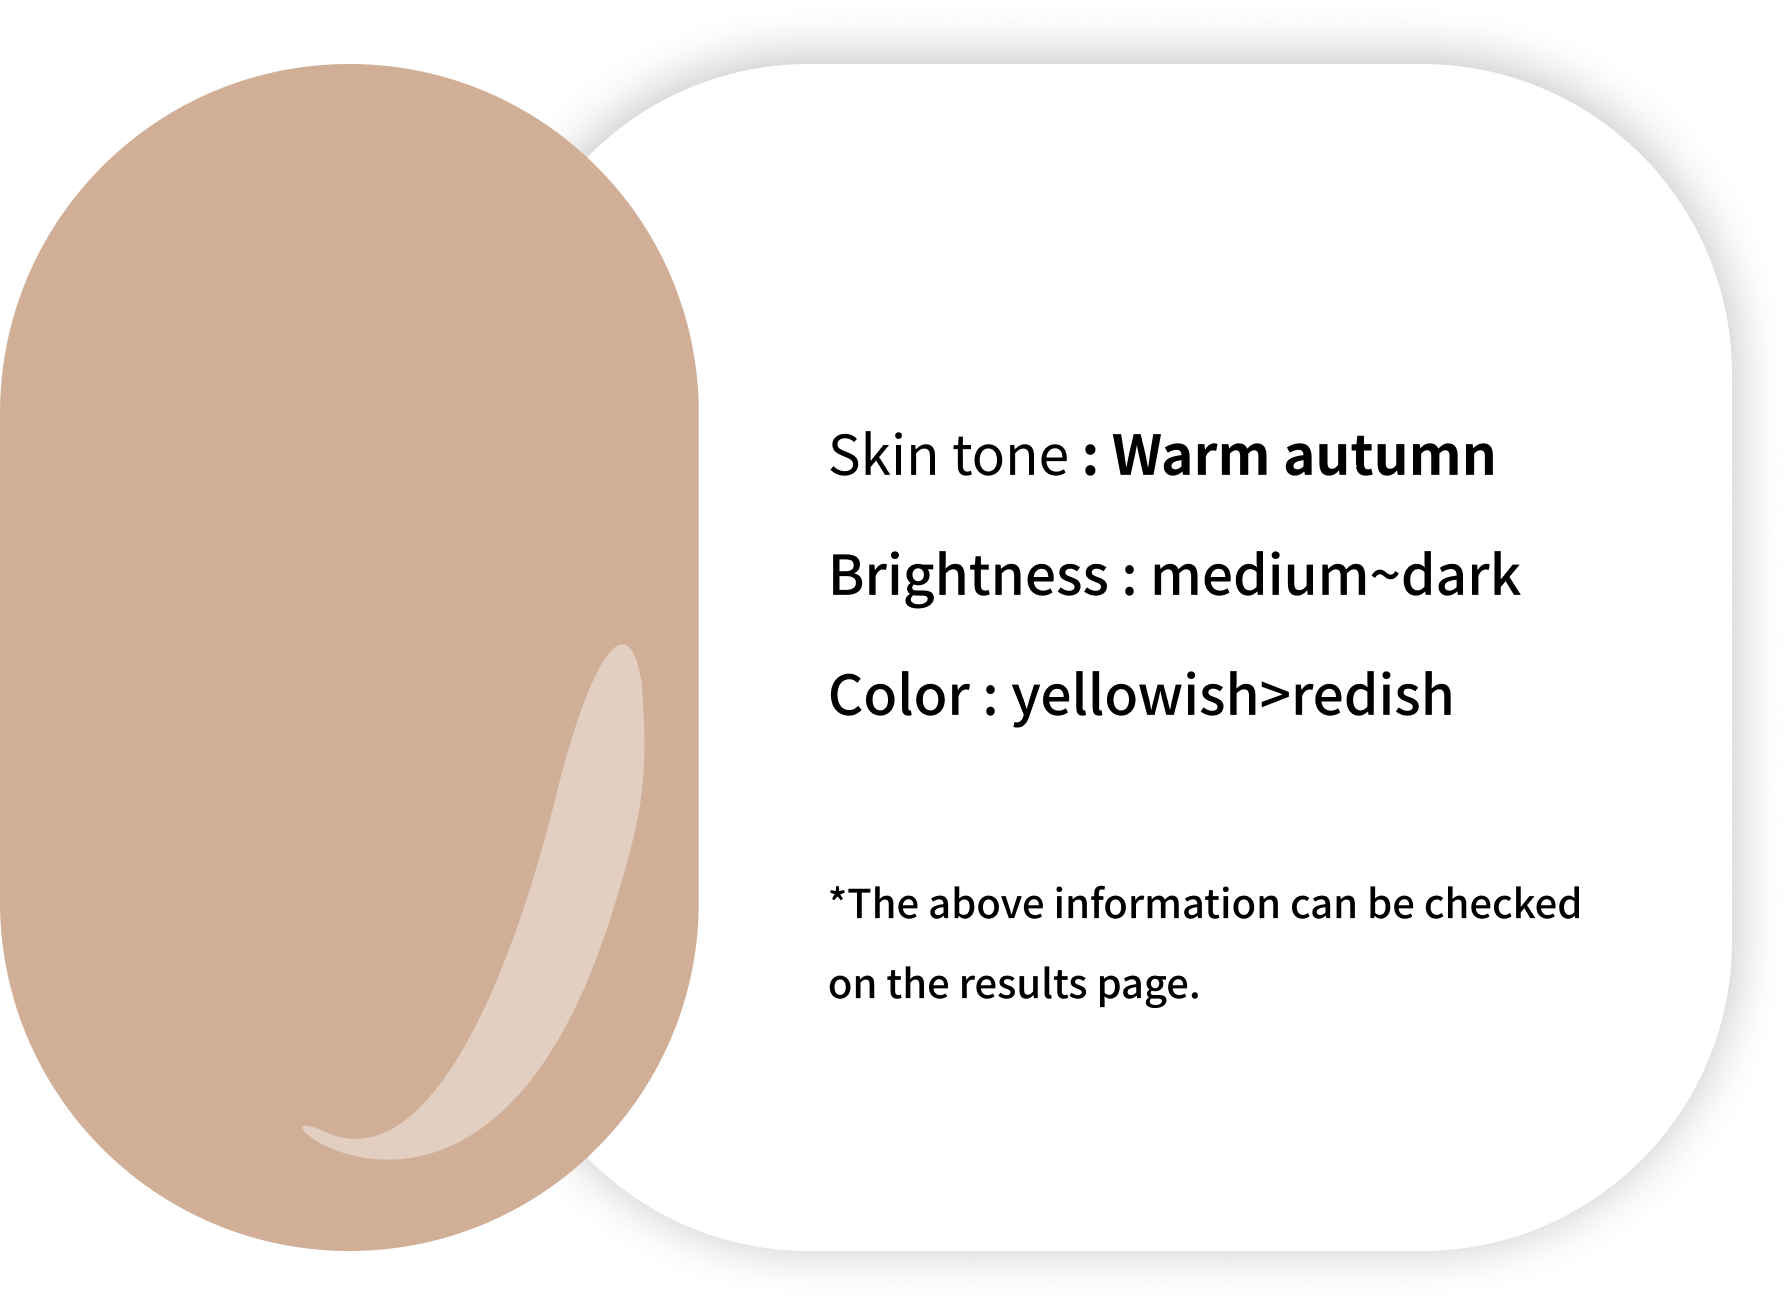 Skin tone : Warm autumn
Brightness : medium~dark
Color : yellowish>redish
*The above information can be checked
on the results page.